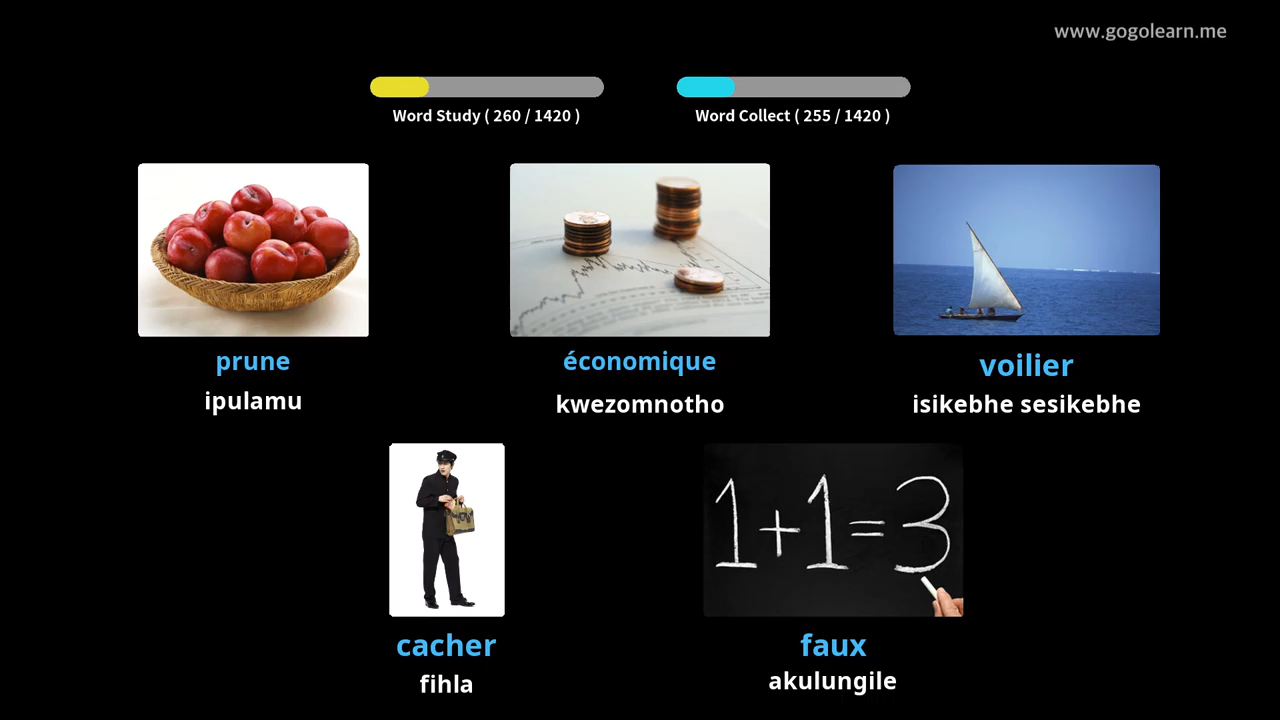 www.gogolearn.me
Word Study ( 260 / 1420 )
Word Collect ( 255 / 1420 )
prune
économique
voilier
ipulamu
kwezomnotho
isikebhe sesikebhe
1+1=3
cacher
faux
fihla
akulungile